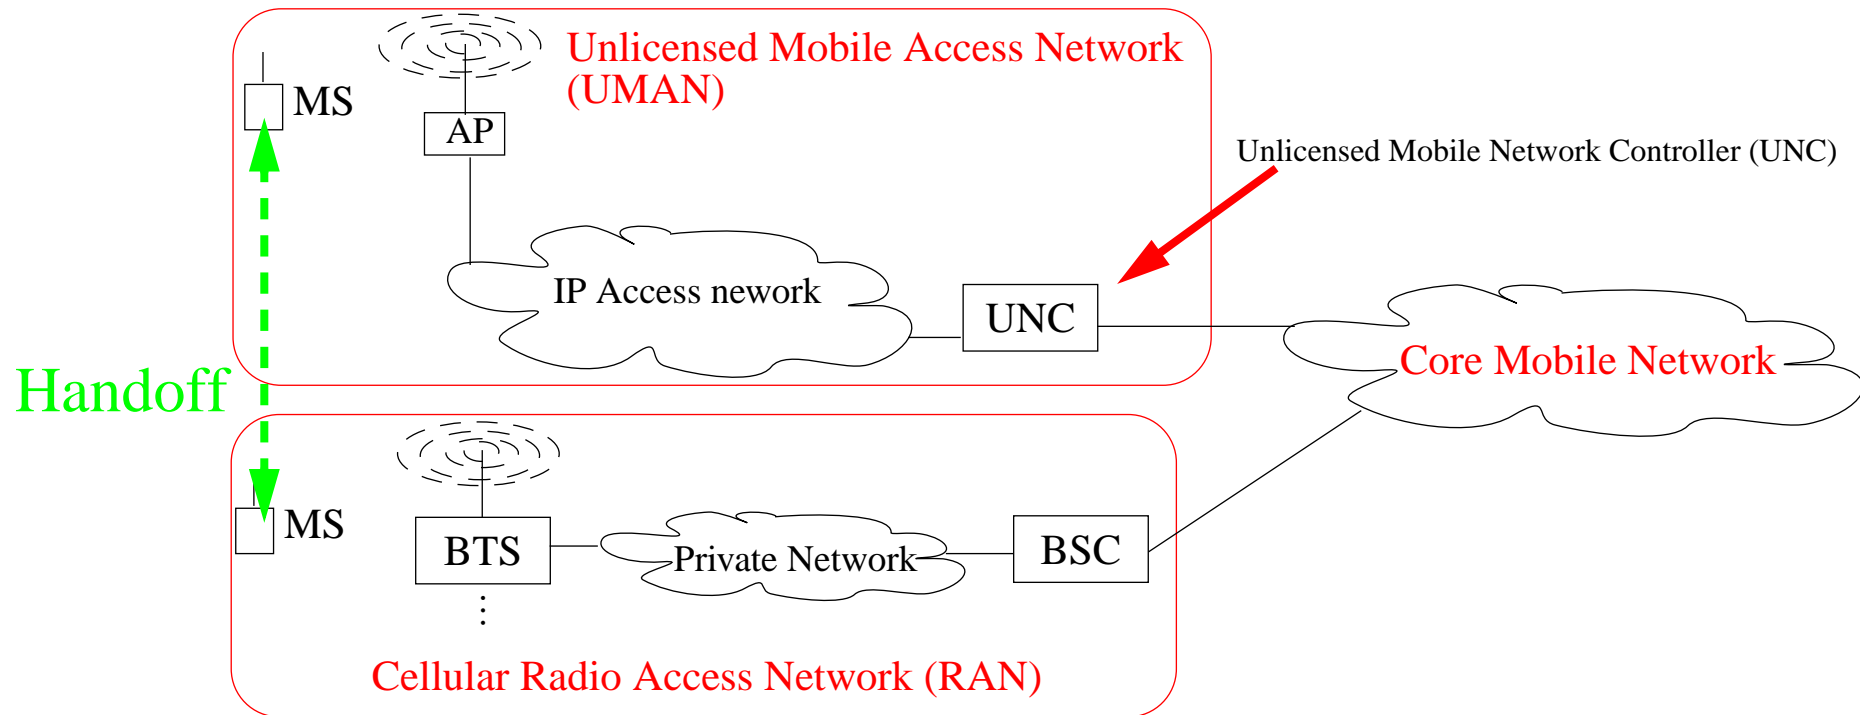 Unlicensed Mobile Access Network
(UMAN)
MS
AP
Unlicensed Mobile Network Controller (UNC)
IP Access nework
UNC
Core Mobile Network
Handoff
MS
BTS
Private Network
BSC
Cellular Radio Access Network (RAN)